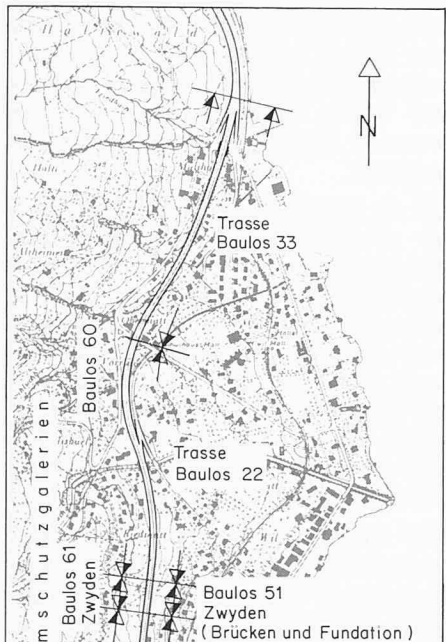 N
Trasse
Baulos 33
Baulos 60
Trasse
Baulos 22
mschutzgalerien
Baulos 61
Zwyden
Baulos 51
Zwyden
(Brücken und Fundation)